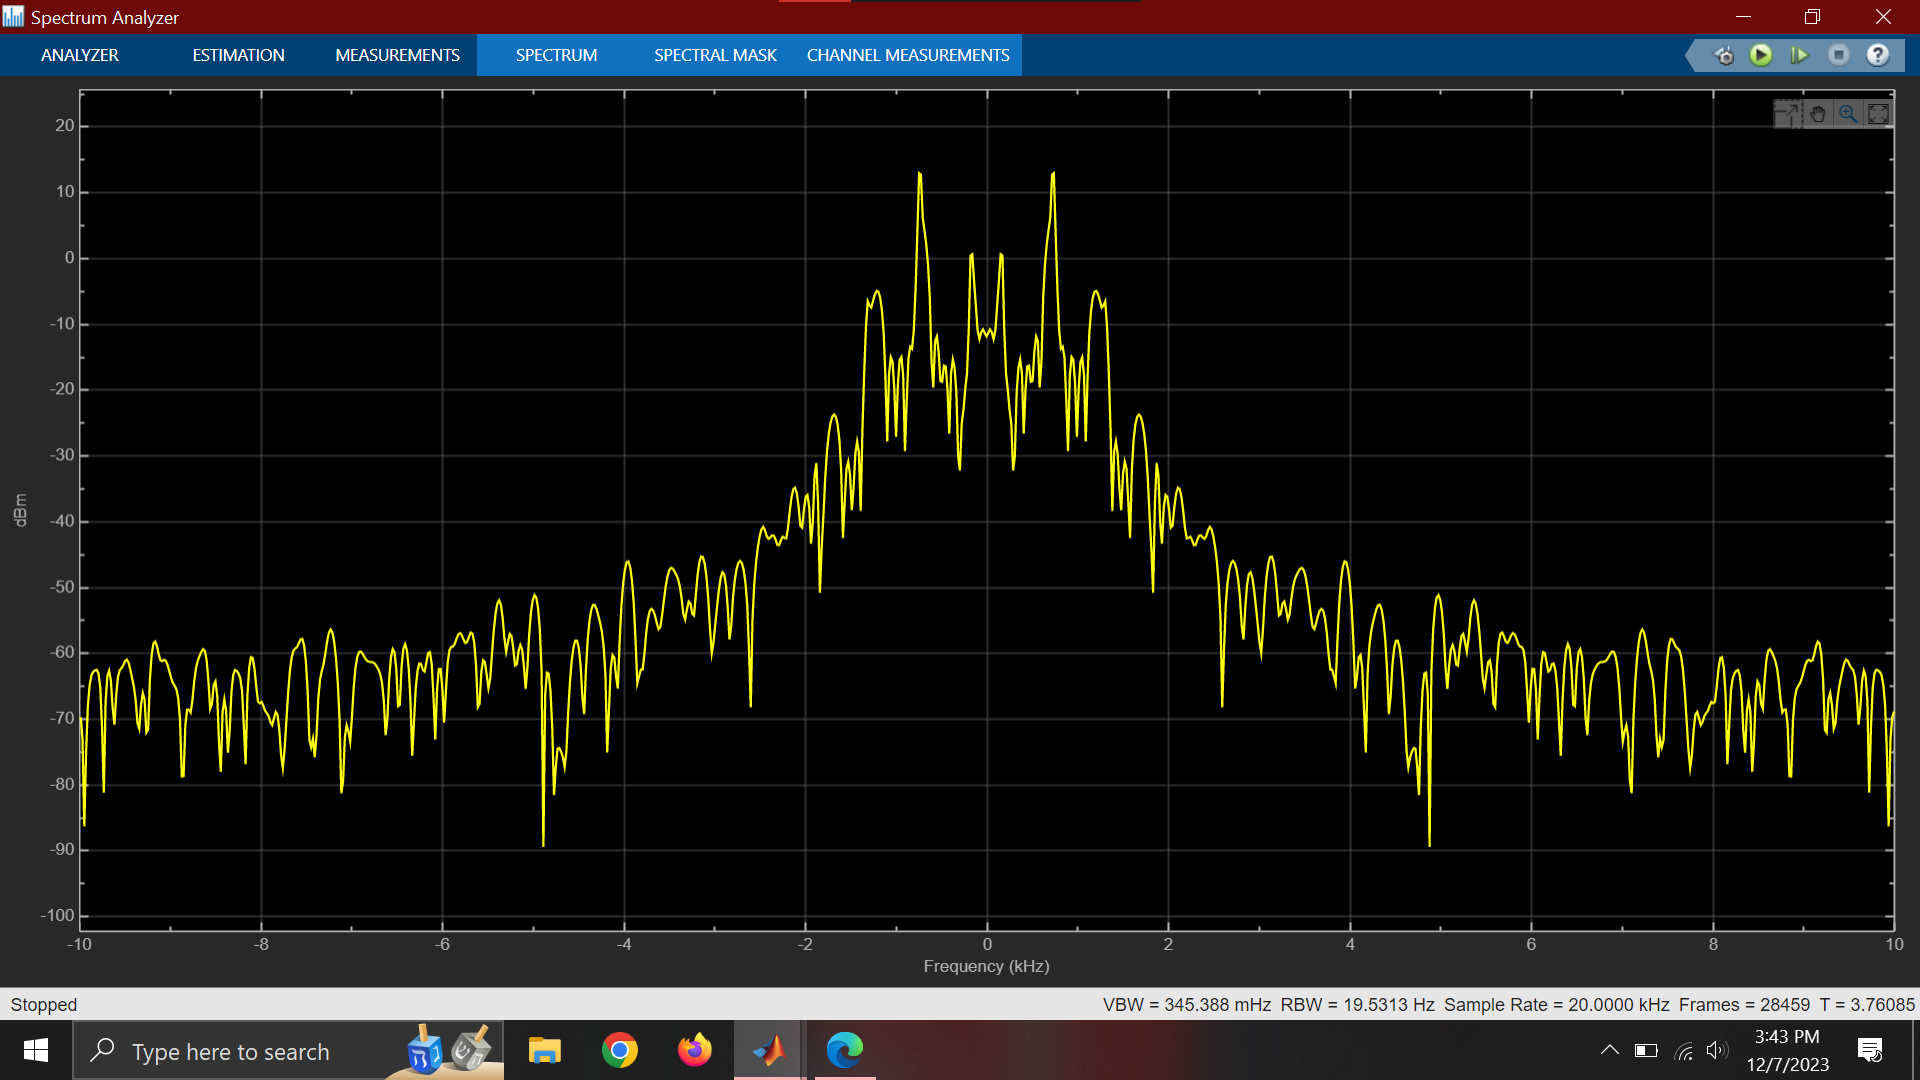 Spectrum Analyzer
ANALYZER ESTIMATION MEASUREMENTS SPECTRUM SPECTRAL MASK CHANNEL MEASUREMENTS
20
10
0
-10
-20
-30
-40
-50
-60
-70
-80
-90
-100
dBm
-10 -8 -6 -4 -2 0 2 4 6 8 10
Frequency (kHz)
Stopped VBW = 345.388 mHz RBW = 19.5313 Hz Sample Rate = 20.0000 kHz Frames = 28459 T = 3.76085
Type here to search
3:43 PM
12/7/2023